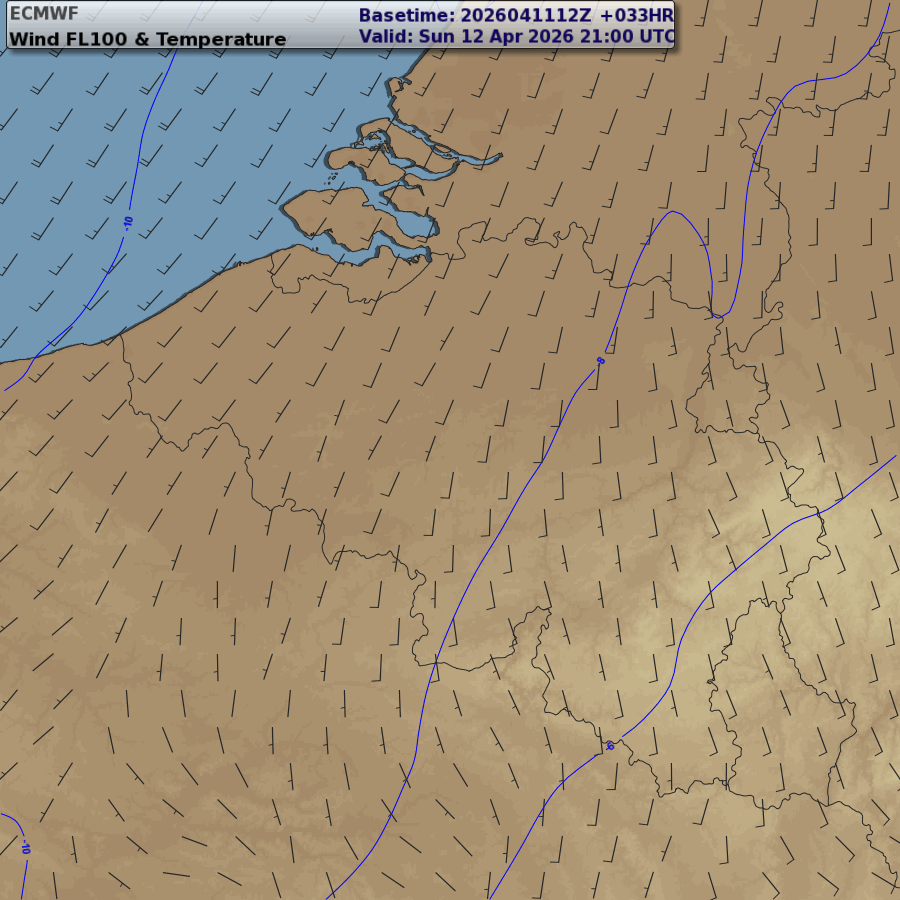 ECMWF
Basetime: 2026041112Z +033HR
Wind FL100 & Temperature
Valid: Sun 12 Apr 2026 21:00 UTC
-10
-8
-6
-10